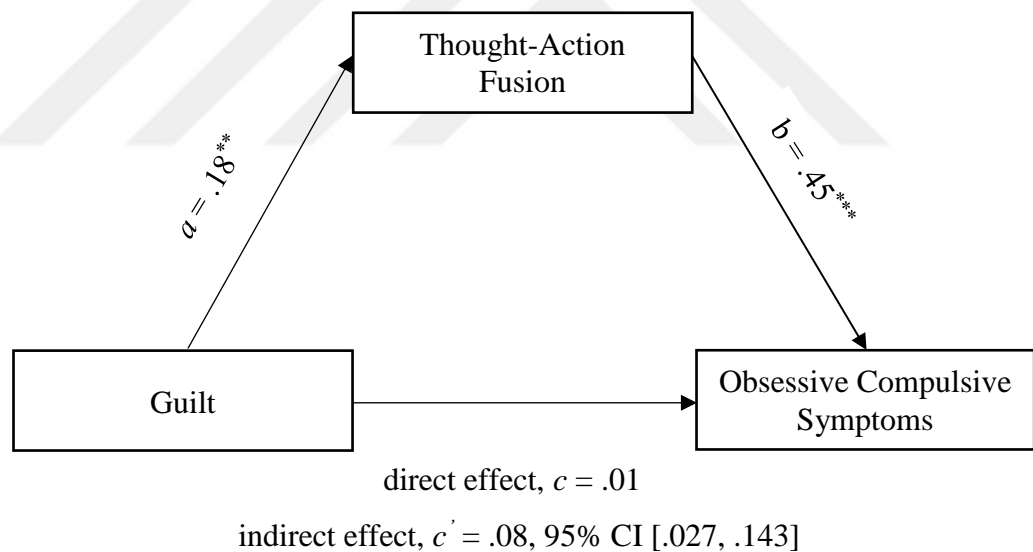 Thought-Action
Fusion
a = .18**
b = .45***
Guilt
Obsessive Compulsive
Symptoms
direct effect, c = .01
indirect effect, c’ = .08, 95% CI [.027, .143]